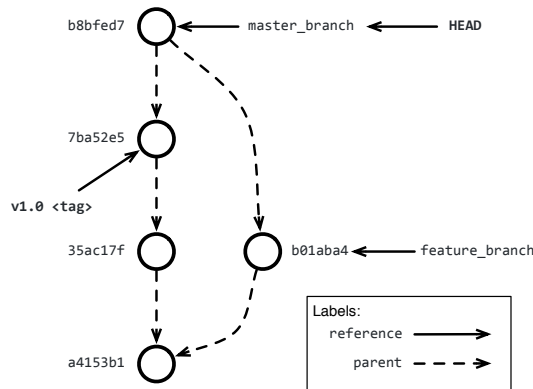 b8bfed7 master_branch HEAD
7ba52e5
v1.0 <tag>
35ac17f b01aba4 feature_branch
Labels:
reference
parent
a4153b1